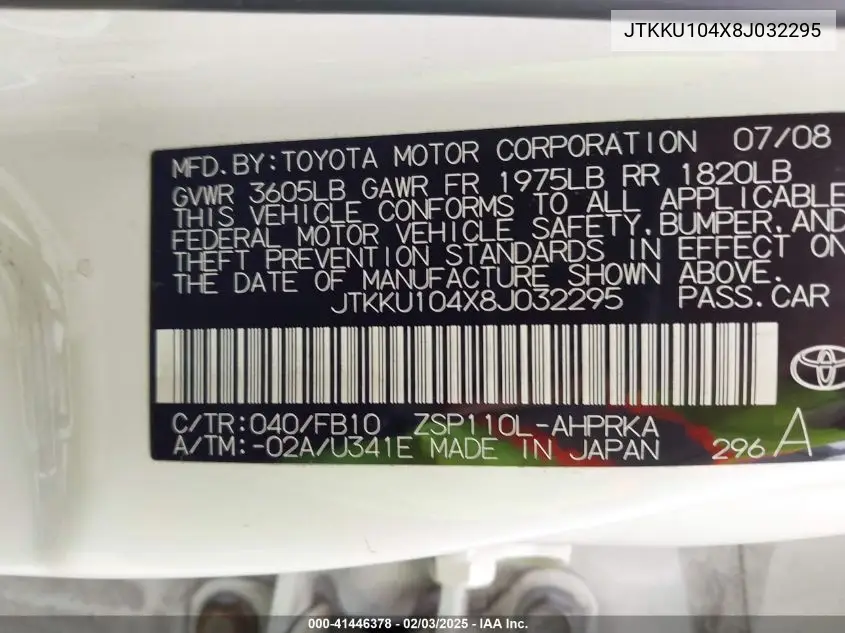 JTKKU104X8J032295
MFD.BY:TOYOTA MOTOR CORPORATION 07/08
GVWR 3605LB GAWR FR 1975LB RR 1820LB
THIS VEHICLE CONFORMS TO ALL APPLICABLE
FEDERAL MOTOR VEHICLE SAFETY,BUMPER,AND
THEFT PREVENTION STANDARDS IN EFFECT ON
THE DATE OF MANUFACTURE SHOWN ABOVE.
JTKKU104X8J032295 PASS.CAR
C/TR:040/FB10 ZSP110L-AHPRKA
A/TM:-02A/U341E MADE IN JAPAN 296 A
000-41446378 - 02/03/2025 - IAA Inc.